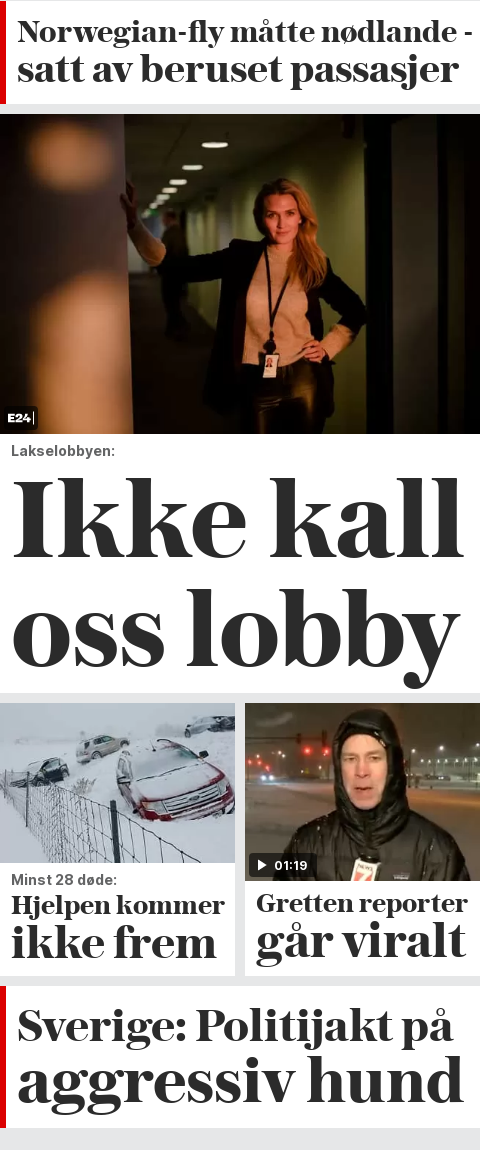 Norwegian-fly måtte nødlande -
satt av beruset passasjer
E24
Lakselobbyen:
Ikke kall
oss lobby
01:19
Minst 28 døde:
Hjelpen kommer
ikke frem
Gretten reporter
går viralt
Sverige: Politijakt på
aggressiv hund